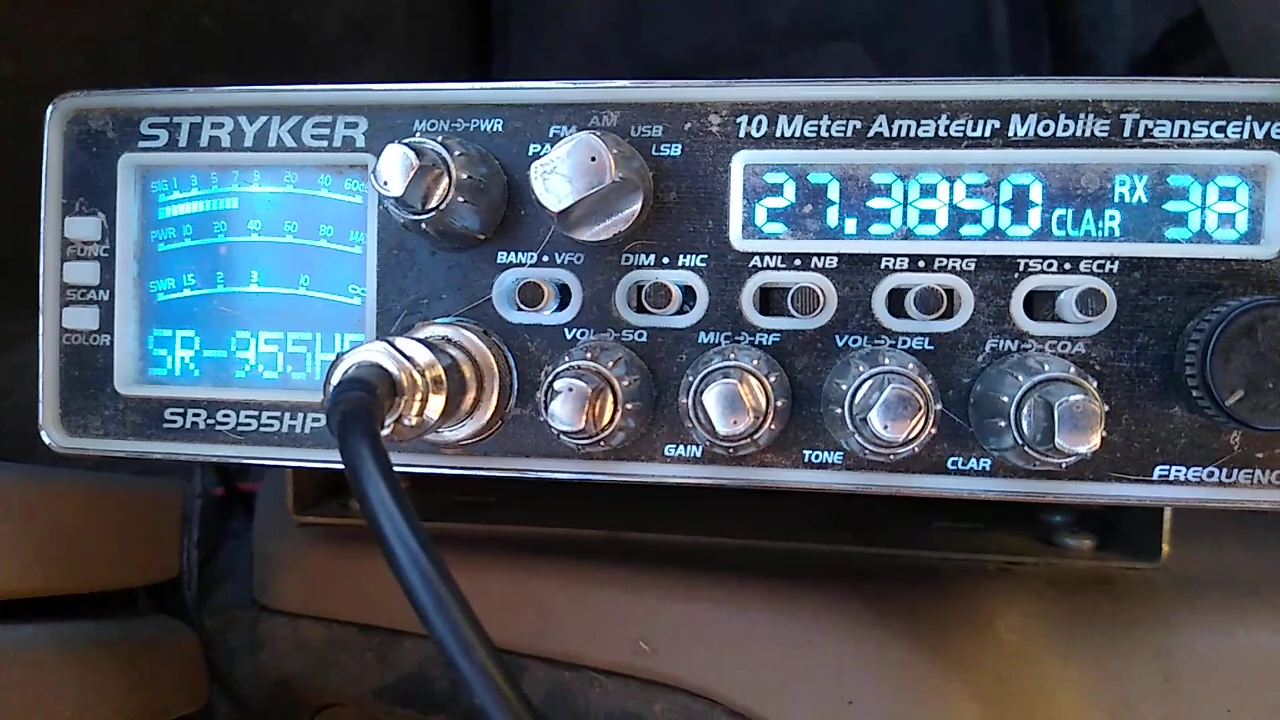 STRYKER
MON PWR
FM AM USB
PA LSB
10 Meter Amateur Mobile Transceive
SIG 1 3 5 7 9 20 40 60d
PWR 10 20 40 60 80 MA
SWR 1.5 2 3 10 ∞
SR-955HP
SR-955HP
FUNC
SCAN
COLOR
27.3850 CLA:R RX 38
BAND • VFO DIM • HIC ANL • NB RB • PRG TSQ • ECH
VOL SQ MIC RF VOL DEL FIN COA
GAIN TONE CLAR
FREQUENC